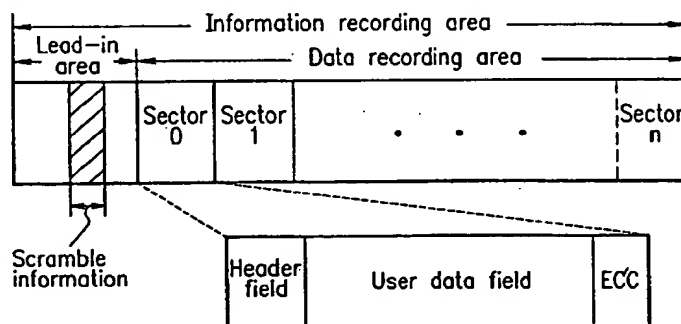 Information recording area
Lead-in area
Data recording area
Sector 0
Sector 1
Sector n
Scramble information
Header field
User data field
ECC